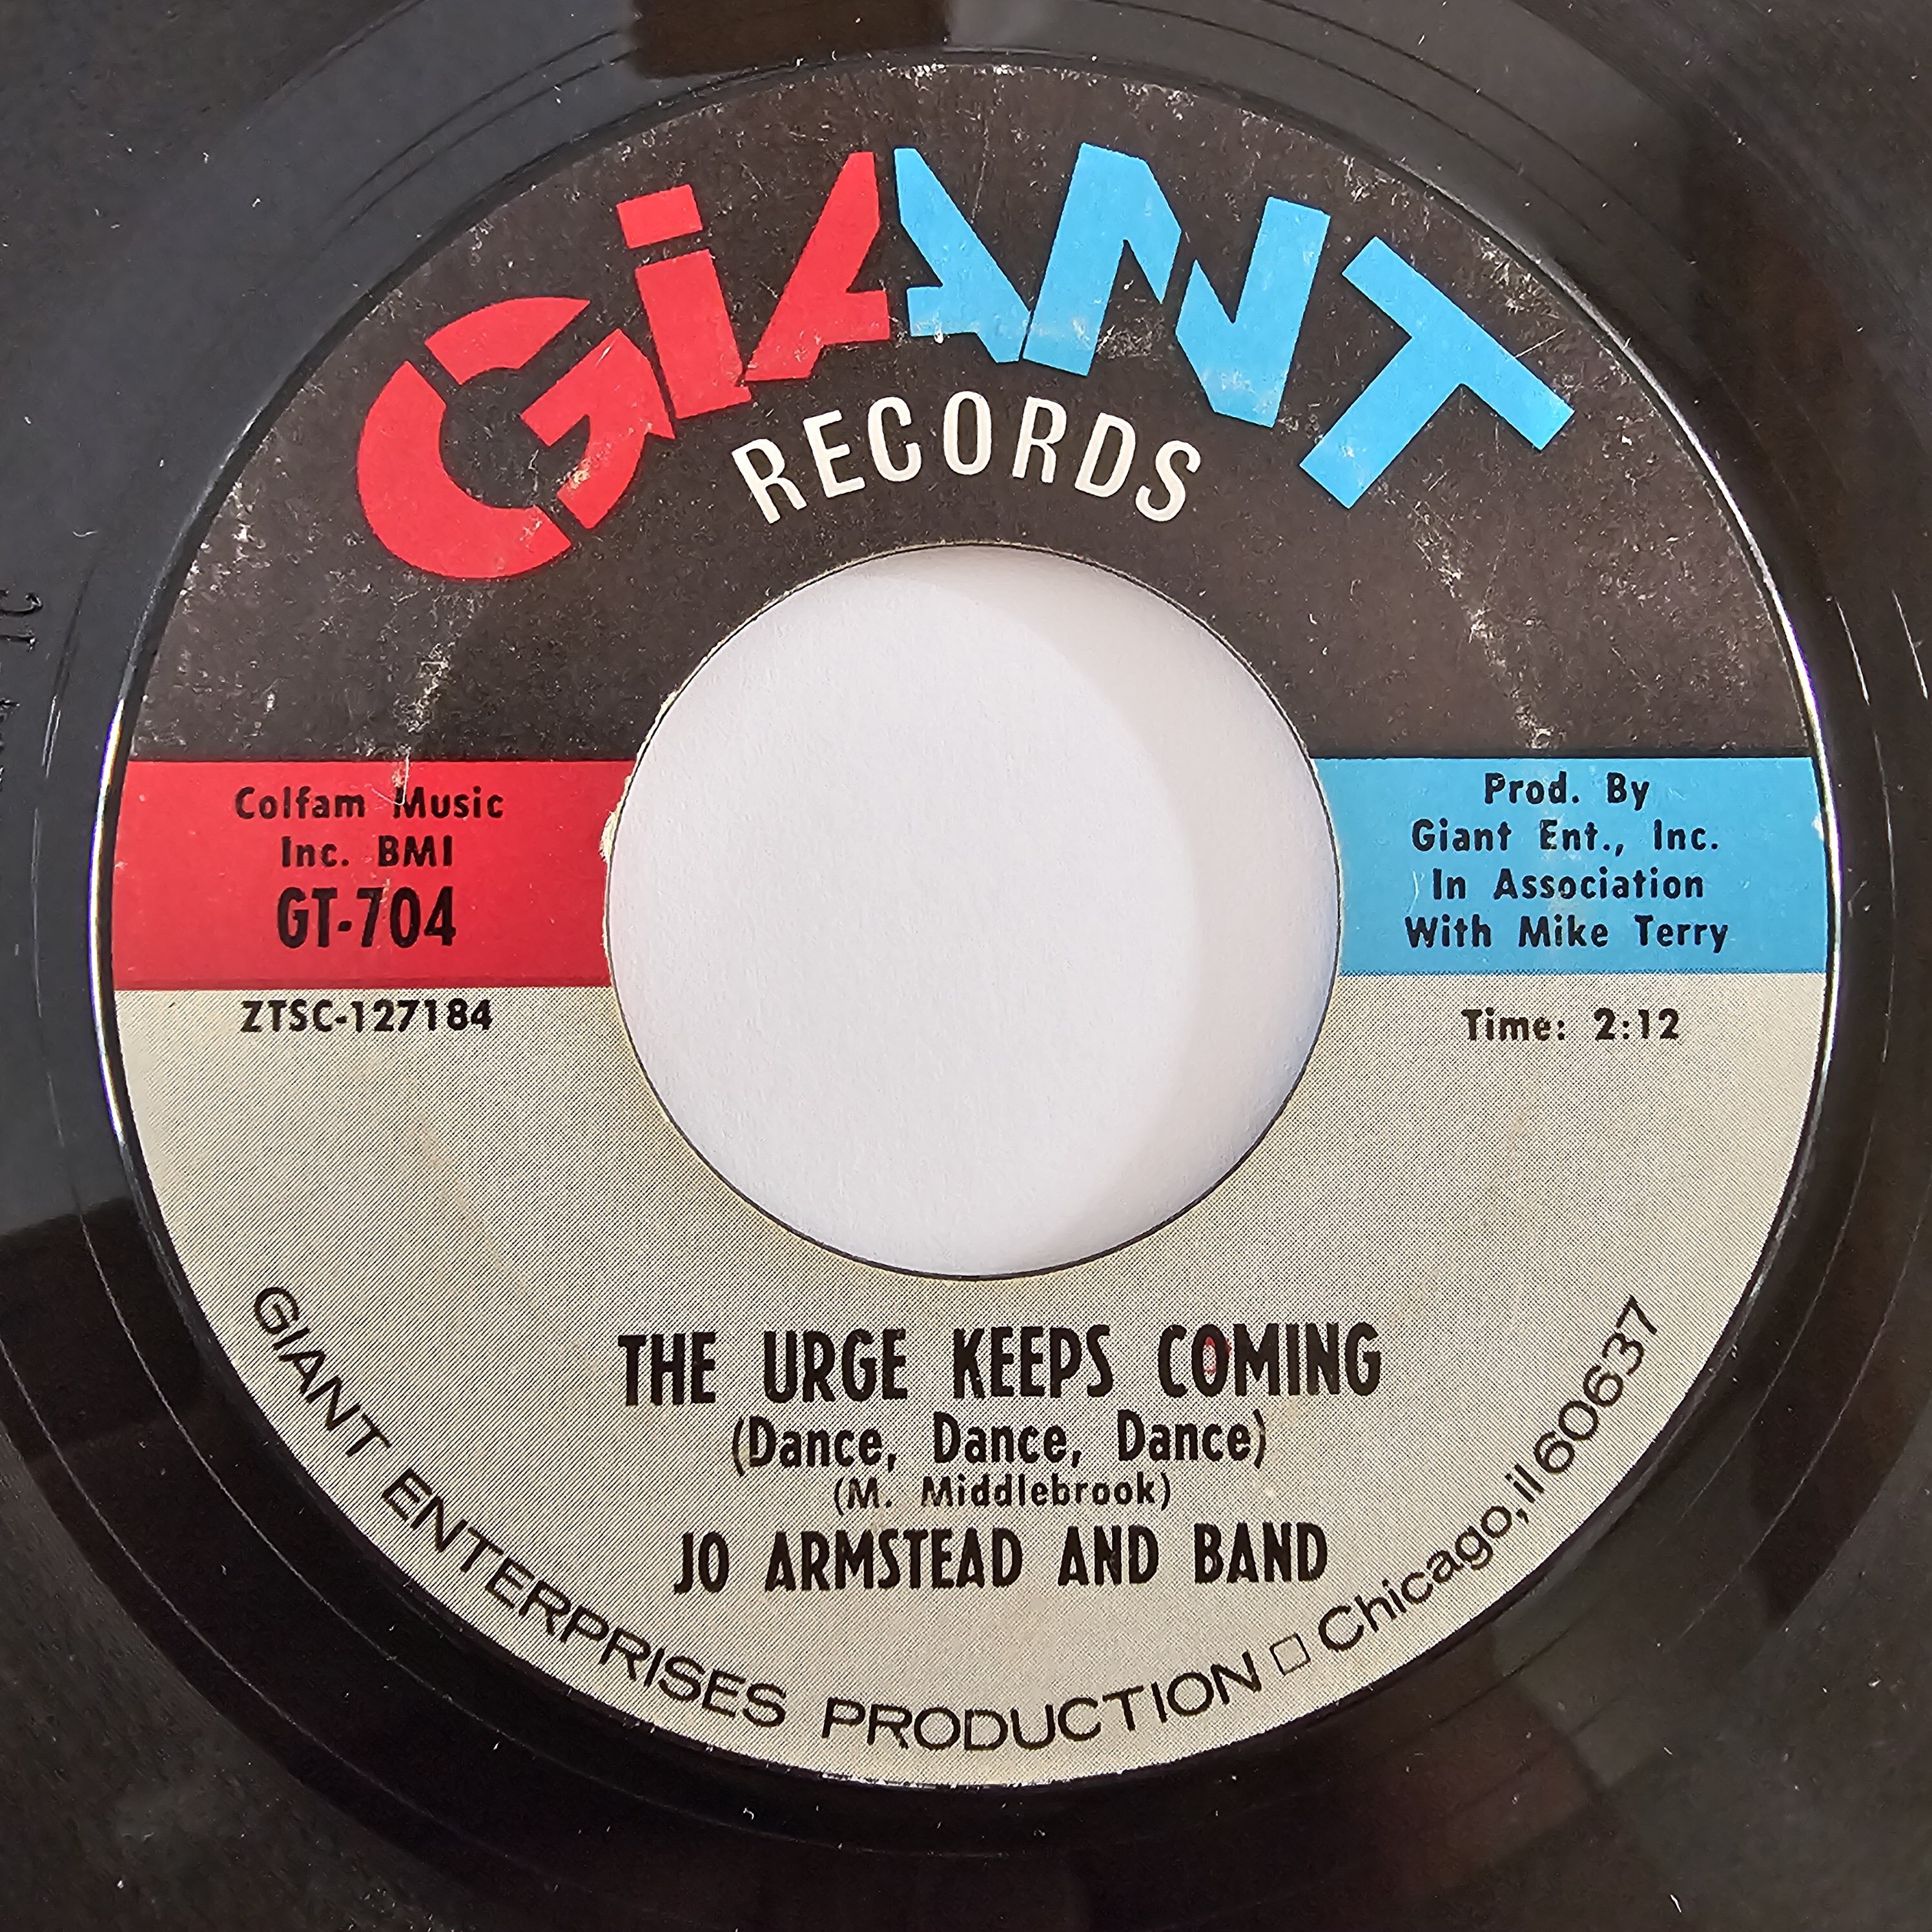 GiANT
RECORDS
Colfam Music
Inc. BMI
GT-704
ZTSC-127184
Prod. By
Giant Ent., Inc.
In Association
With Mike Terry
Time: 2:12
THE URGE KEEPS COMING
(Dance, Dance, Dance)
(M. Middlebrook)
JO ARMSTEAD AND BAND
GIANT ENTERPRISES PRODUCTION □ Chicago, il 60637